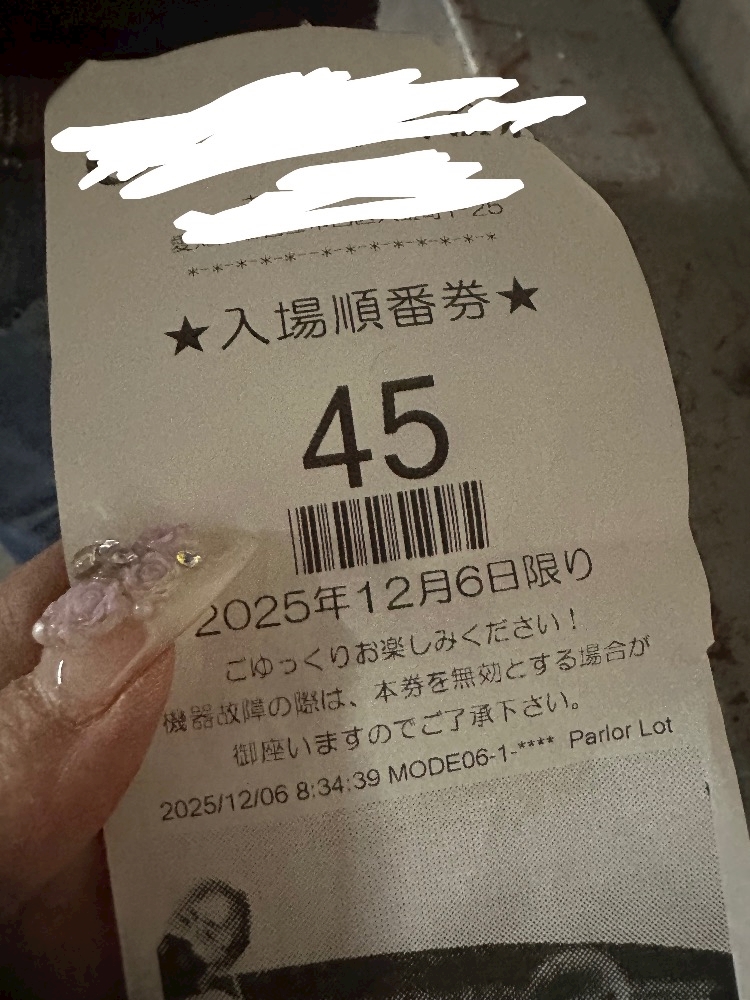 25
*-*-*-*-*--*-*-*-*-*-*-*-*-*
★入場順番券★
45
2025年12月6日限り
ごゆっくりお楽しみください！
機器故障の際は、本券を無効とする場合が
御座いますのでご了承下さい。
2025/12/06 8:34:39 MODE06-1-**** Parlor Lot